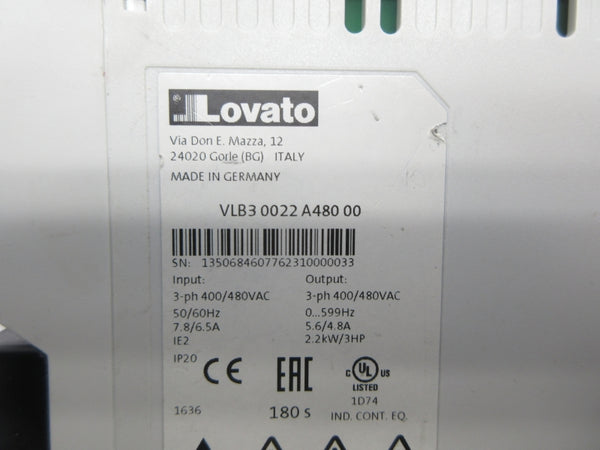 Lovato
Via Don E. Mazza, 12
24020 Gorle (BG) ITALY
MADE IN GERMANY
VLB3 0022 A480 00
SN: 1350684607762310000033
Input: Output:
3-ph 400/480VAC 3-ph 400/480VAC
50/60Hz 0...599Hz
7.8/6.5A 5.6/4.8A
IE2 2.2kW/3HP
IP20
CE EAC C UL US
LISTED
1D74
1636 180 s IND. CONT. EQ.